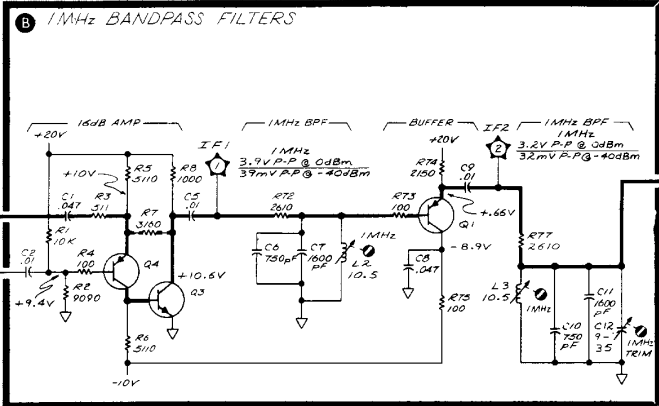 B 1MHz BANDPASS FILTERS
16dB AMP
1MHz BPF
BUFFER
1MHz BPF
+20V
+10V
R5
5110
R8
1000
C1
.047
R3
511
R1
10K
R7
3160
C5
.01
IF1
1
1MHz
3.9V P-P @ 0dBm
39mV P-P @ -40dBm
R72
2610
C6
750pF
C7
1600
pF
1MHz
L2
10.5
+20V
R74
2150
C9
.01
IF2
2
1MHz
3.2V P-P @ 0dBm
32mV P-P @ -40dBm
R73
100
Q1
+.66V
-8.9V
C8
.047
R75
100
R77
2610
L3
10.5
1MHz
C10
750
pF
C11
1600
pF
C12
9-
35
1MHz
TRIM
C2
.01
R4
100
Q4
+10.6V
Q3
R2
9090
+9.4V
R6
5110
-10V